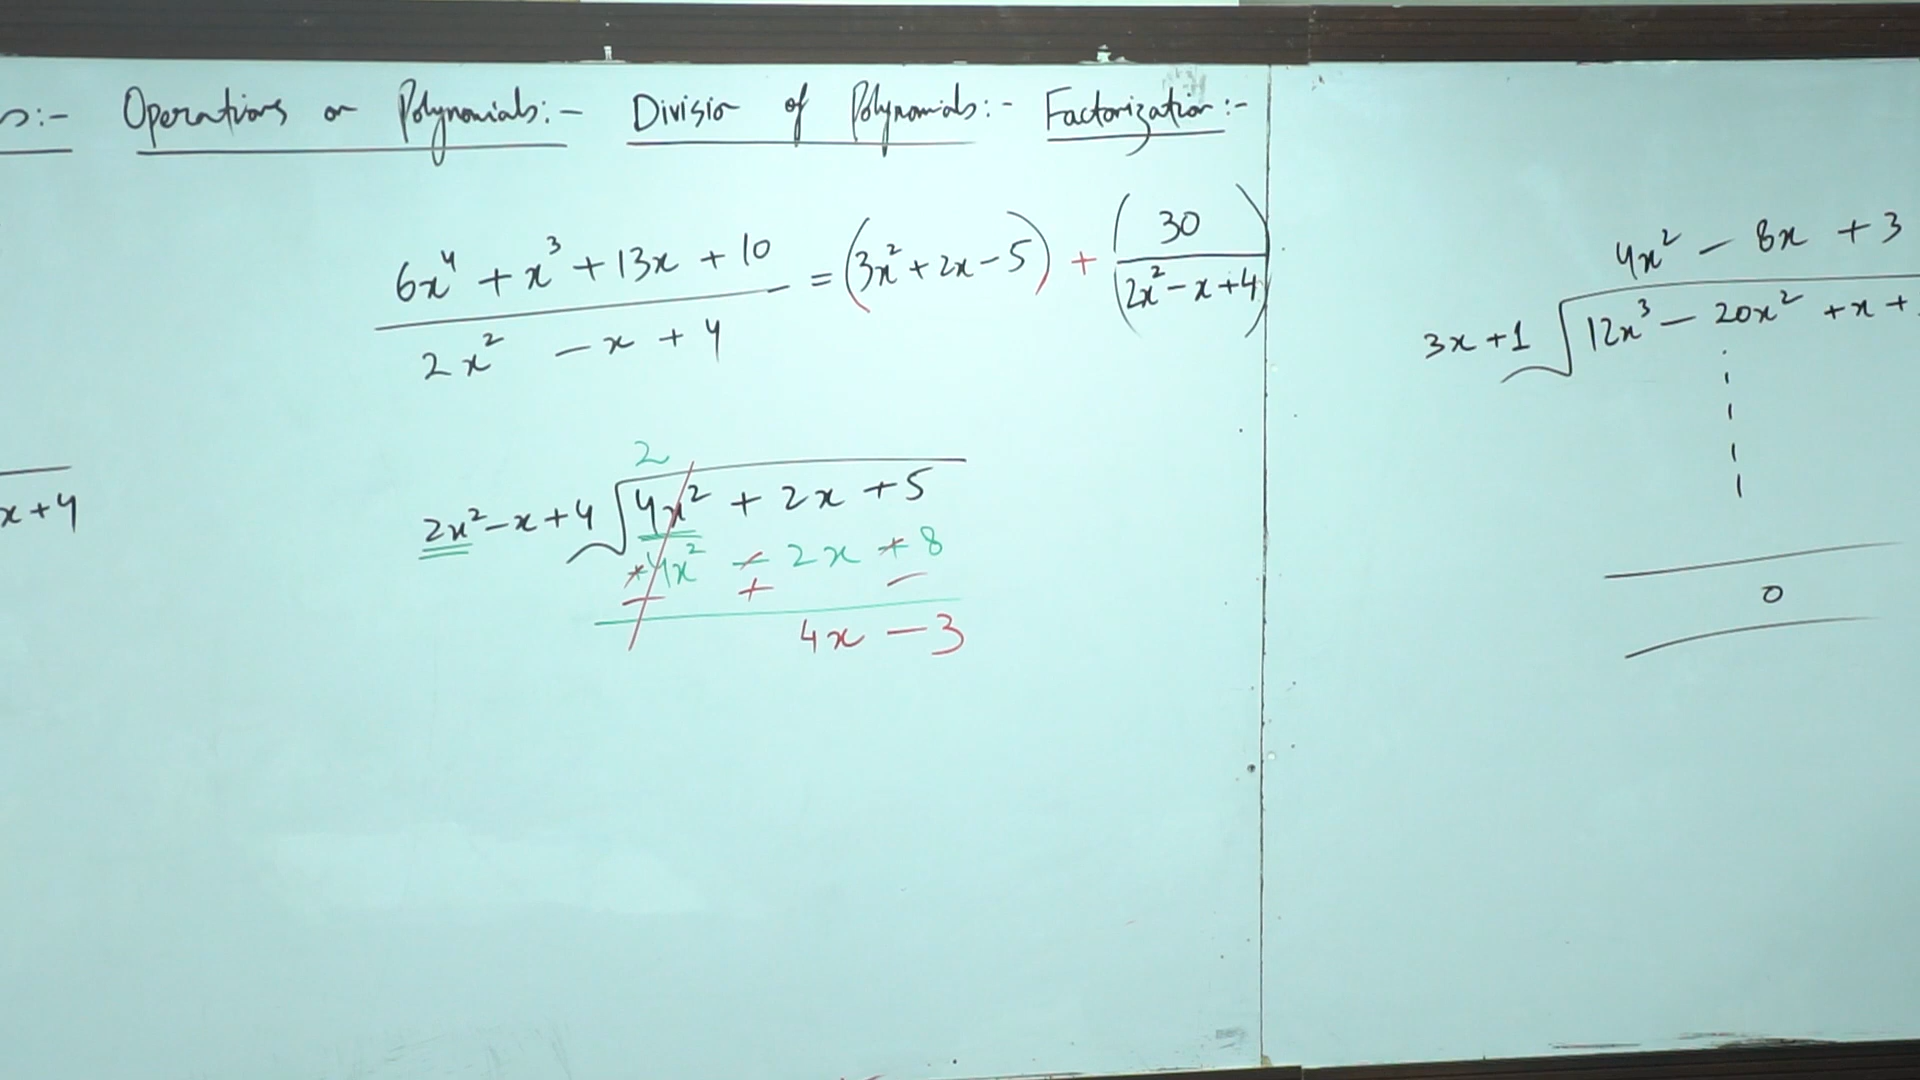 :- Operations on Polynomials:- Division of Polynomials:- Factorization:-
6x⁴ + x³ + 13x + 10 / 2x² - x + 4 = (3x² + 2x - 5) + (30 / 2x² - x + 4)
4x² - 8x + 3
3x + 1 √ 12x³ - 20x² + x +
0
x + 4
2
2x² - x + 4 √ 4x² + 2x + 5
+ 4x² - 2x + 8
- + -
4x - 3